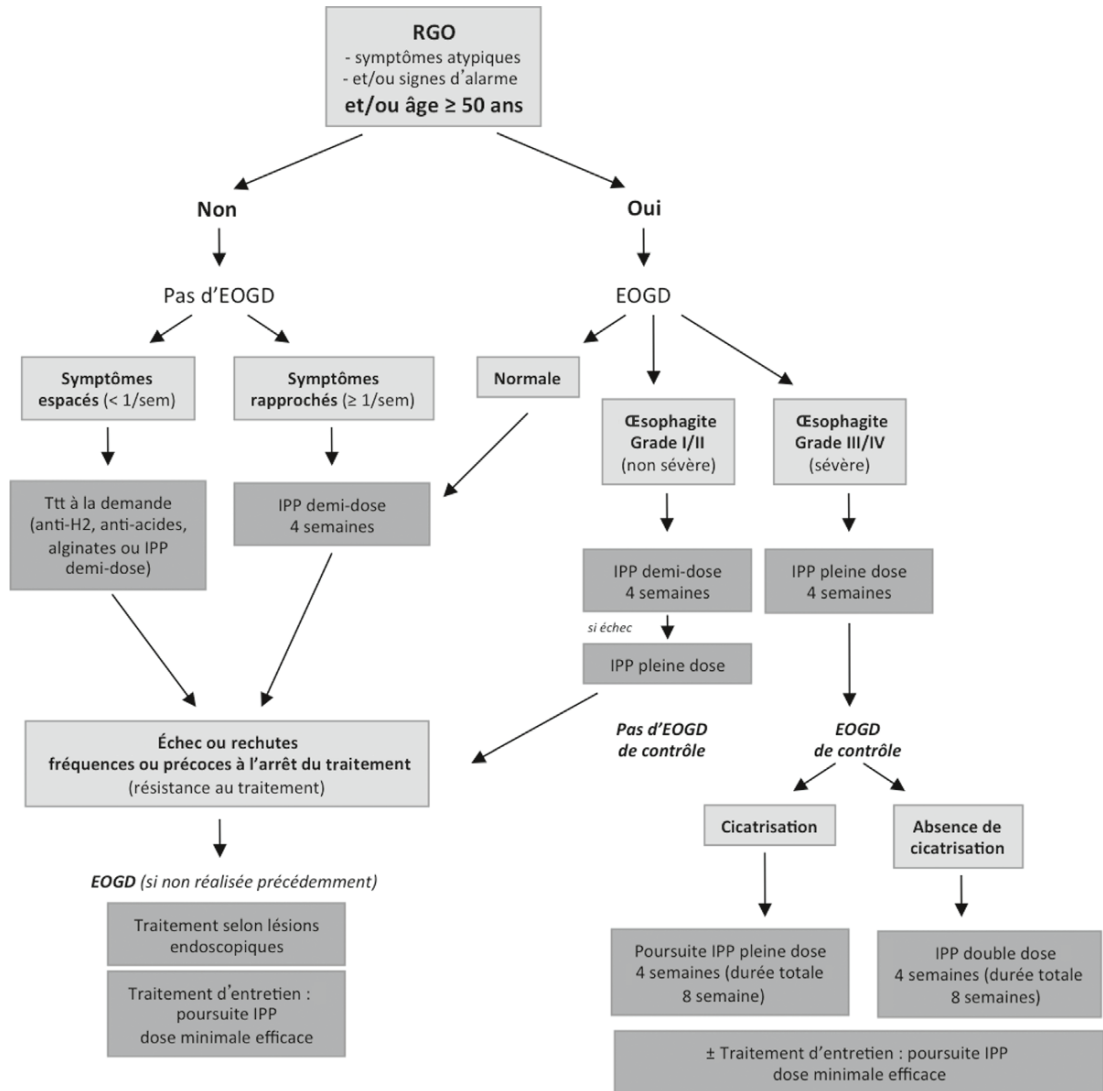 RGO
- symptômes atypiques
- et/ou signes d'alarme
et/ou âge ≥ 50 ans
Non
Oui
Pas d'EOGD
EOGD
Symptômes
espacés (< 1/sem)
Symptômes
rapprochés (≥ 1/sem)
Normale
Œsophagite
Grade I/II
(non sévère)
Œsophagite
Grade III/IV
(sévère)
Ttt à la demande
(anti-H2, anti-acides,
alginates ou IPP
demi-dose)
IPP demi-dose
4 semaines
IPP demi-dose
4 semaines
IPP pleine dose
4 semaines
si échec
IPP pleine dose
Pas d'EOGD
de contrôle
EOGD
de contrôle
Échec ou rechutes
fréquences ou précoces à l'arrêt du traitement
(résistance au traitement)
Cicatrisation
Absence de
cicatrisation
EOGD (si non réalisée précédemment)
Traitement selon lésions
endoscopiques
Traitement d'entretien :
poursuite IPP
dose minimale efficace
Poursuite IPP pleine dose
4 semaines (durée totale
8 semaine)
IPP double dose
4 semaines (durée totale
8 semaines)
± Traitement d'entretien : poursuite IPP
dose minimale efficace